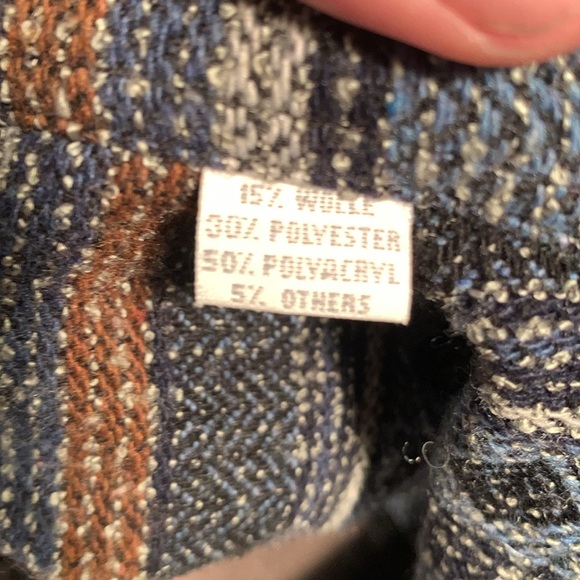 15% WOLLE
30% POLYESTER
50% POLYACRYL
5% OTHERS